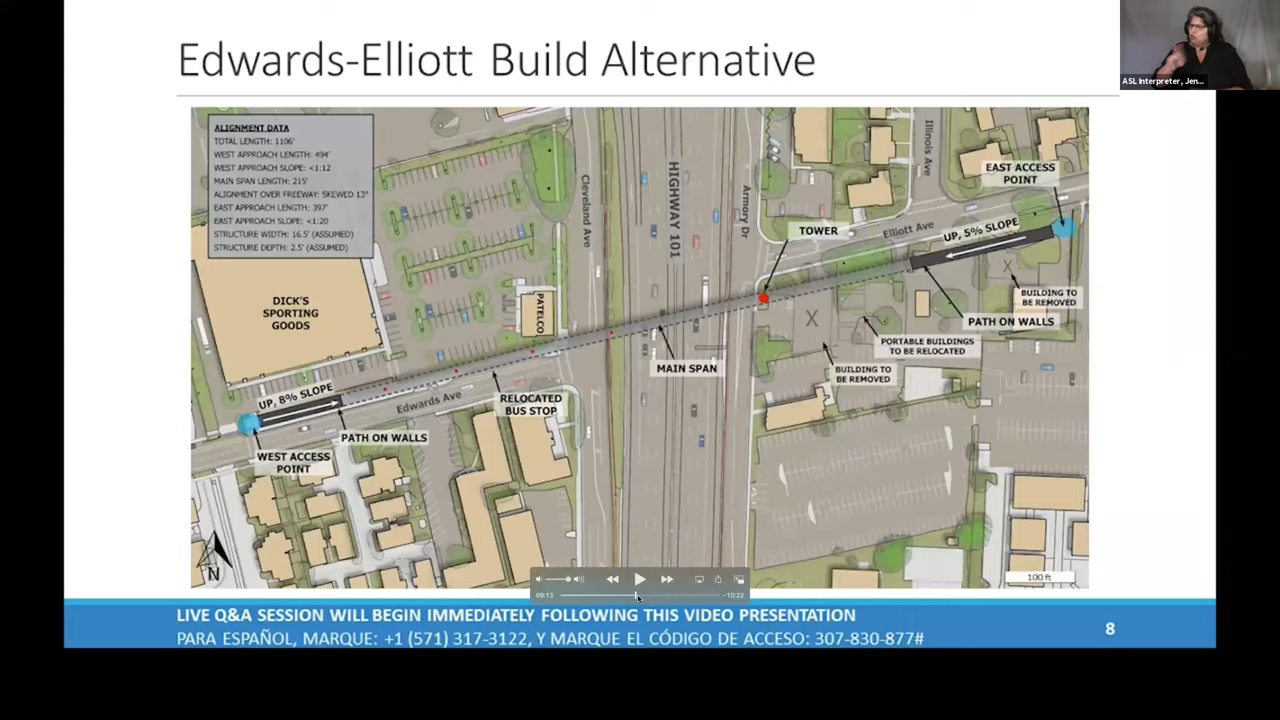 Edwards-Elliott Build Alternative
ASL Interpreter, Jen...
ALIGNMENT DATA
TOTAL LENGTH: 1106'
WEST APPROACH LENGTH: 494'
WEST APPROACH SLOPE: <1:12
MAIN SPAN LENGTH: 215'
ALIGNMENT OVER FREEWAY: SKEWED 13°
EAST APPROACH LENGTH: 397'
EAST APPROACH SLOPE: <1:20
STRUCTURE WIDTH: 16.5' (ASSUMED)
STRUCTURE DEPTH: 2.5' (ASSUMED)
Cleveland Ave
HIGHWAY 101
Armory Dr
Illinois Ave
EAST ACCESS
POINT
TOWER
Elliott Ave
UP, 5% SLOPE
DICK'S
SPORTING
GOODS
PATELCO
X
X
BUILDING TO
BE REMOVED
PATH ON WALLS
PORTABLE BUILDINGS
TO BE RELOCATED
BUILDING TO
BE REMOVED
MAIN SPAN
UP, 8% SLOPE
Edwards Ave
RELOCATED
BUS STOP
PATH ON WALLS
WEST ACCESS
POINT
N
100 ft
09:13
-10:22
LIVE Q&A SESSION WILL BEGIN IMMEDIATELY FOLLOWING THIS VIDEO PRESENTATION
PARA ESPAÑOL, MARQUE: +1 (571) 317-3122, Y MARQUE EL CÓDIGO DE ACCESO: 307-830-877#
8